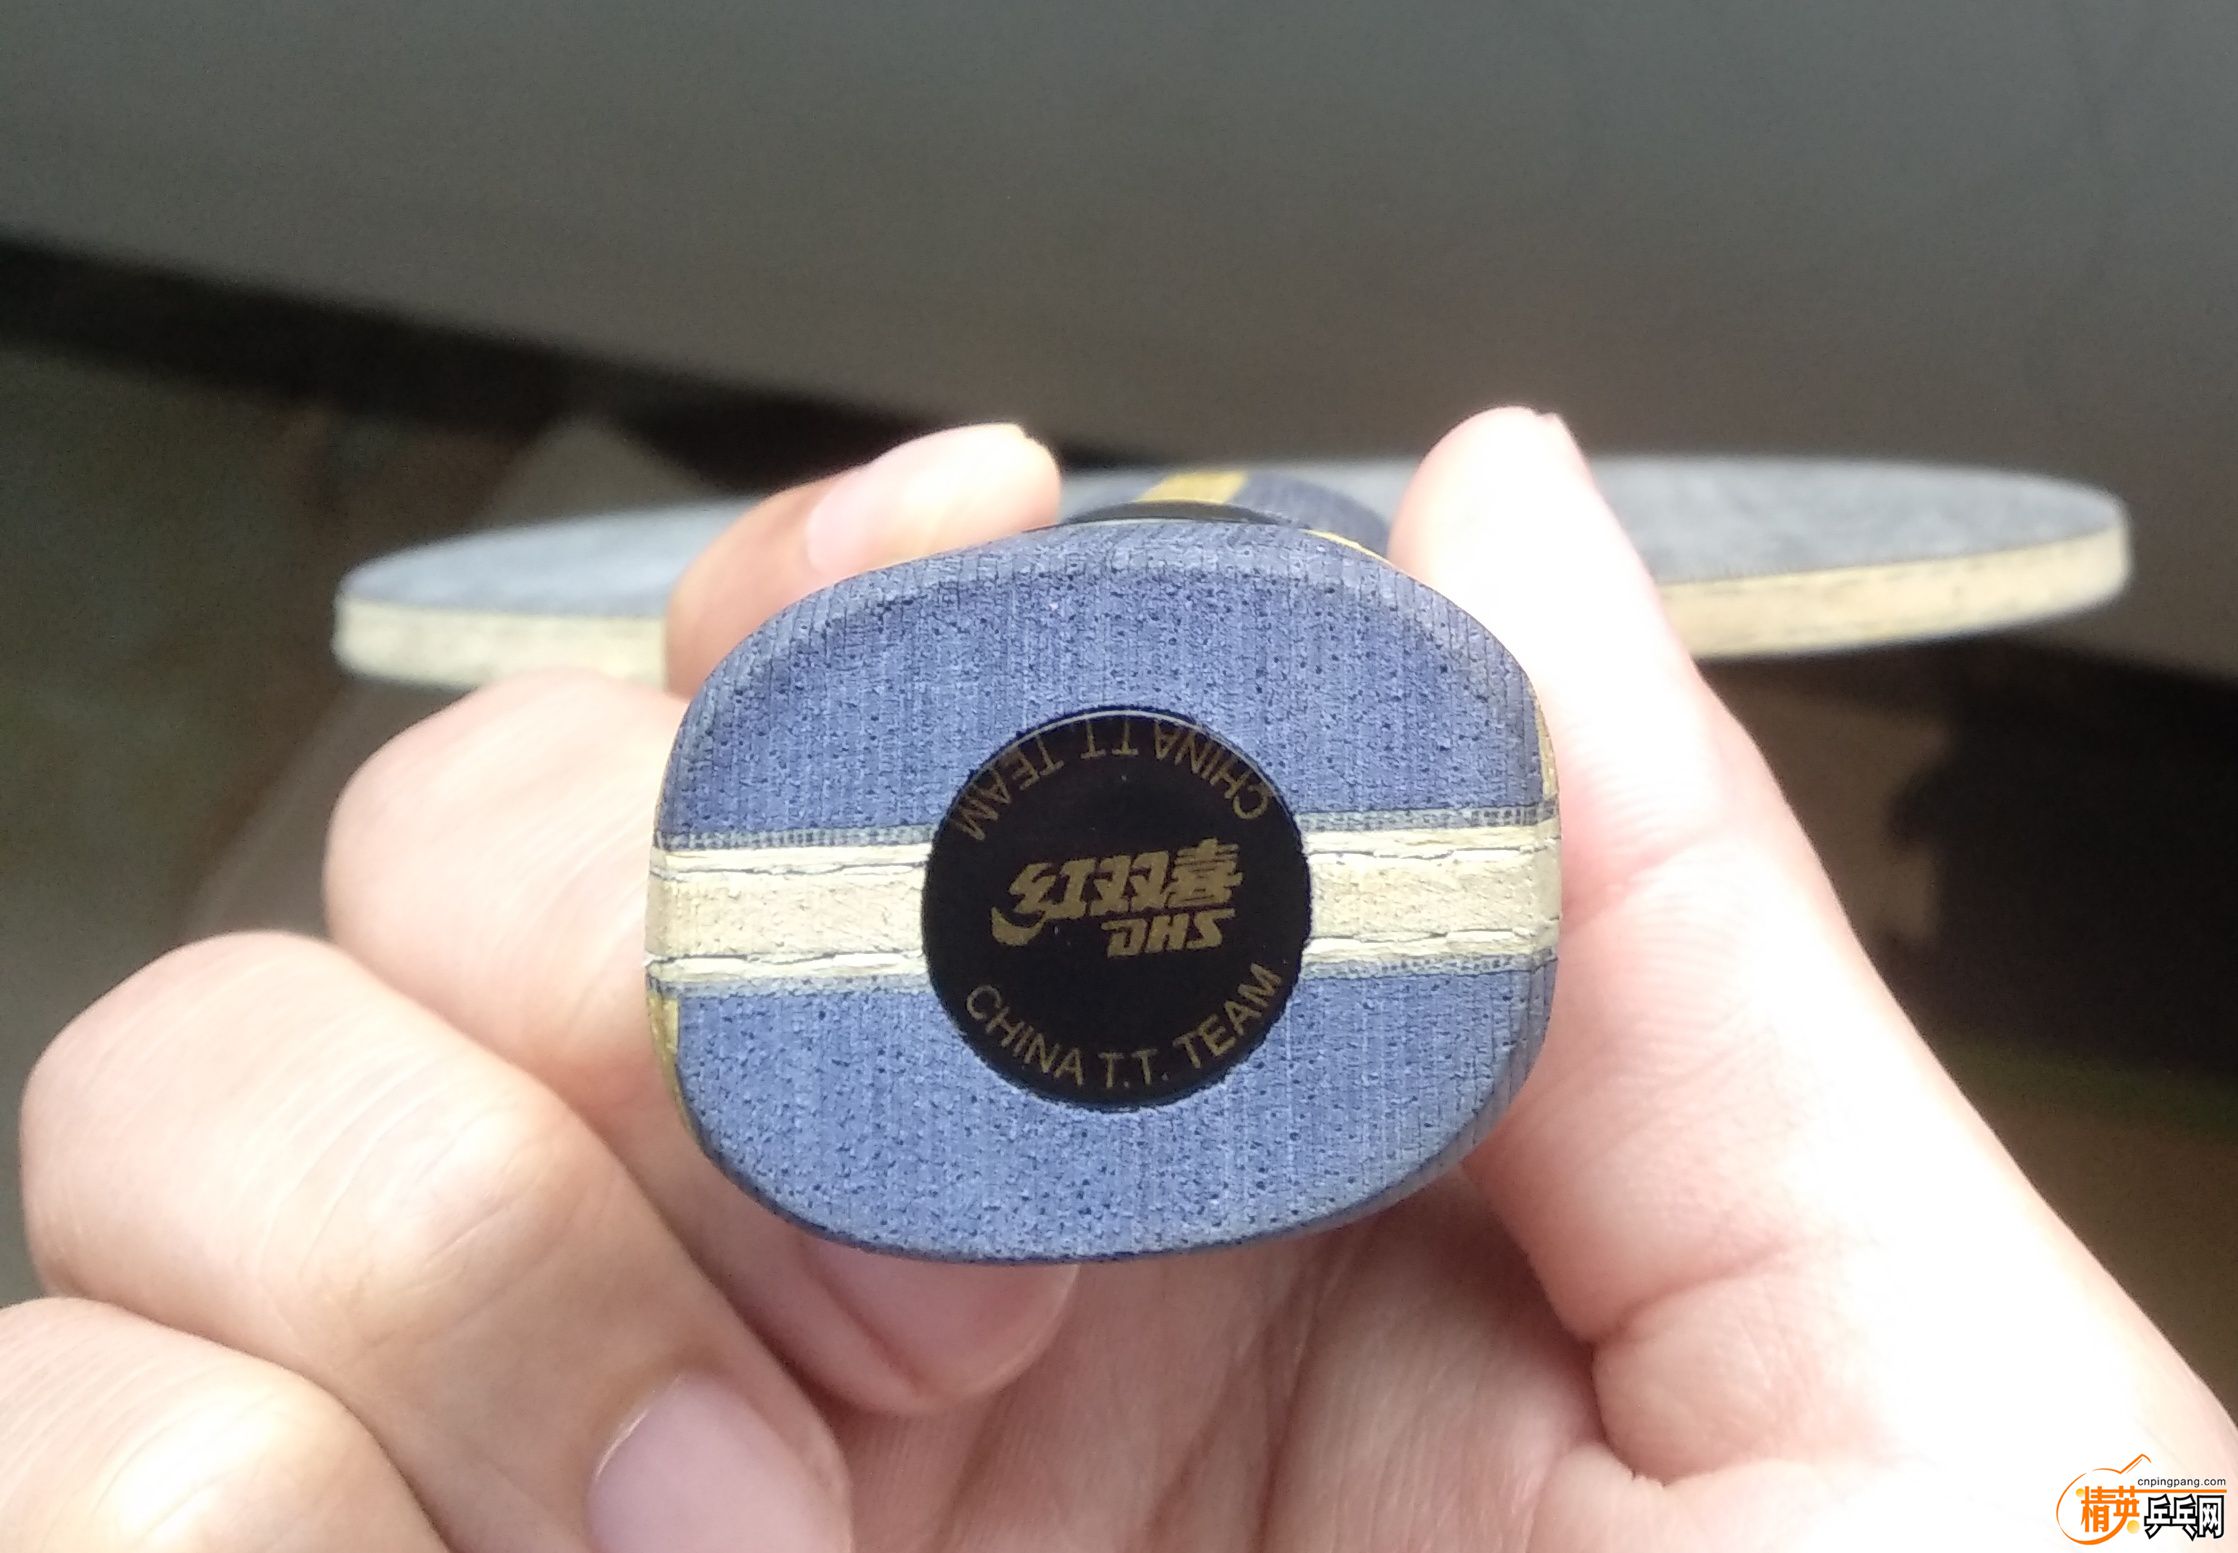 CHINA T.T. TEAM
红双喜
DHS
CHINA T.T. TEAM
cnpingpang.com
精英乒乓网